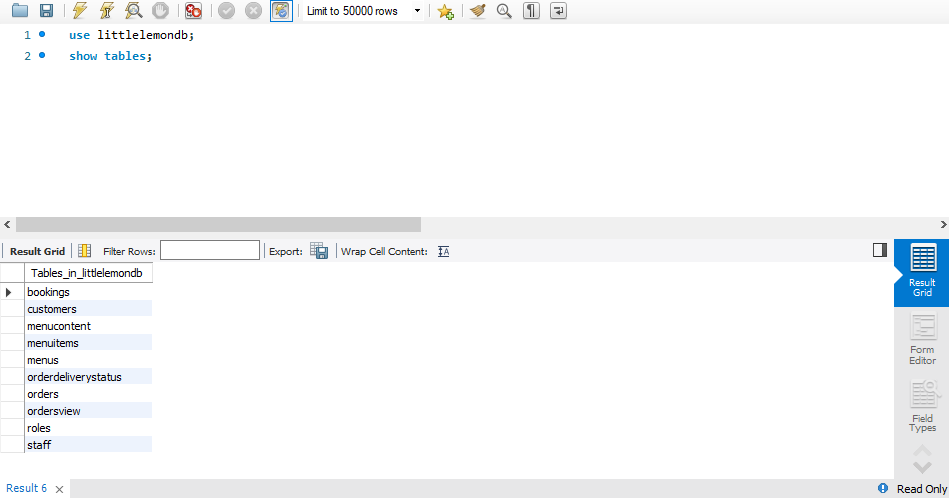 Limit to 50000 rows
1 use littlelemondb;
2 show tables;
Result Grid Filter Rows: Export: Wrap Cell Content: IA
Tables_in_littlelemondb
bookings
customers
menucontent
menuitems
menus
orderdeliverystatus
orders
ordersview
roles
staff
Result
Grid
Form
Editor
Field
Types
Result 6
Read Only